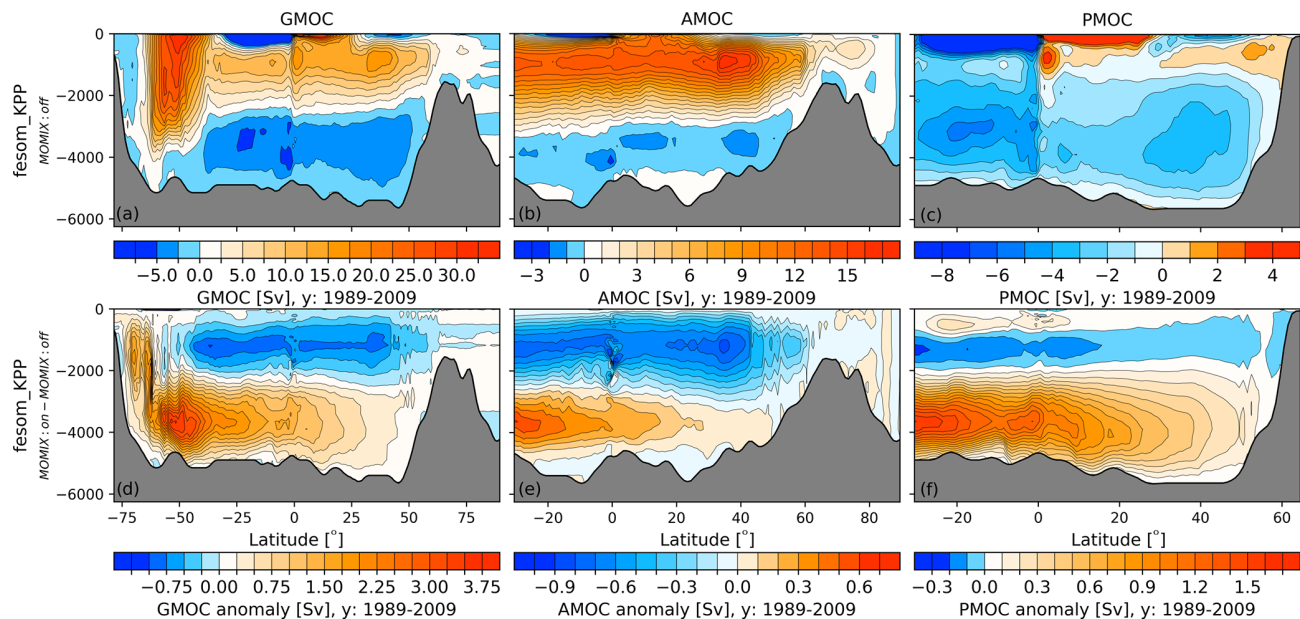 GMOC AMOC PMOC
fesom_KPP
MOMIX: off
0
−2000
−4000
−6000
(a) (b) (c)
−5.0 0.0 5.0 10.0 15.0 20.0 25.0 30.0
−3 0 3 6 9 12 15
−8 −6 −4 −2 0 2 4
GMOC [Sv], y: 1989-2009 AMOC [Sv], y: 1989-2009 PMOC [Sv], y: 1989-2009
fesom_KPP
MOMIX: on − MOMIX: off
0
−2000
−4000
−6000
(d) (e) (f)
−75 −50 −25 0 25 50 75
−20 0 20 40 60 80
−20 0 20 40 60
Latitude [°] Latitude [°] Latitude [°]
−0.75 0.00 0.75 1.50 2.25 3.00 3.75
−0.9 −0.6 −0.3 0.0 0.3 0.6
−0.3 0.0 0.3 0.6 0.9 1.2 1.5
GMOC anomaly [Sv], y: 1989-2009 AMOC anomaly [Sv], y: 1989-2009 PMOC anomaly [Sv], y: 1989-2009